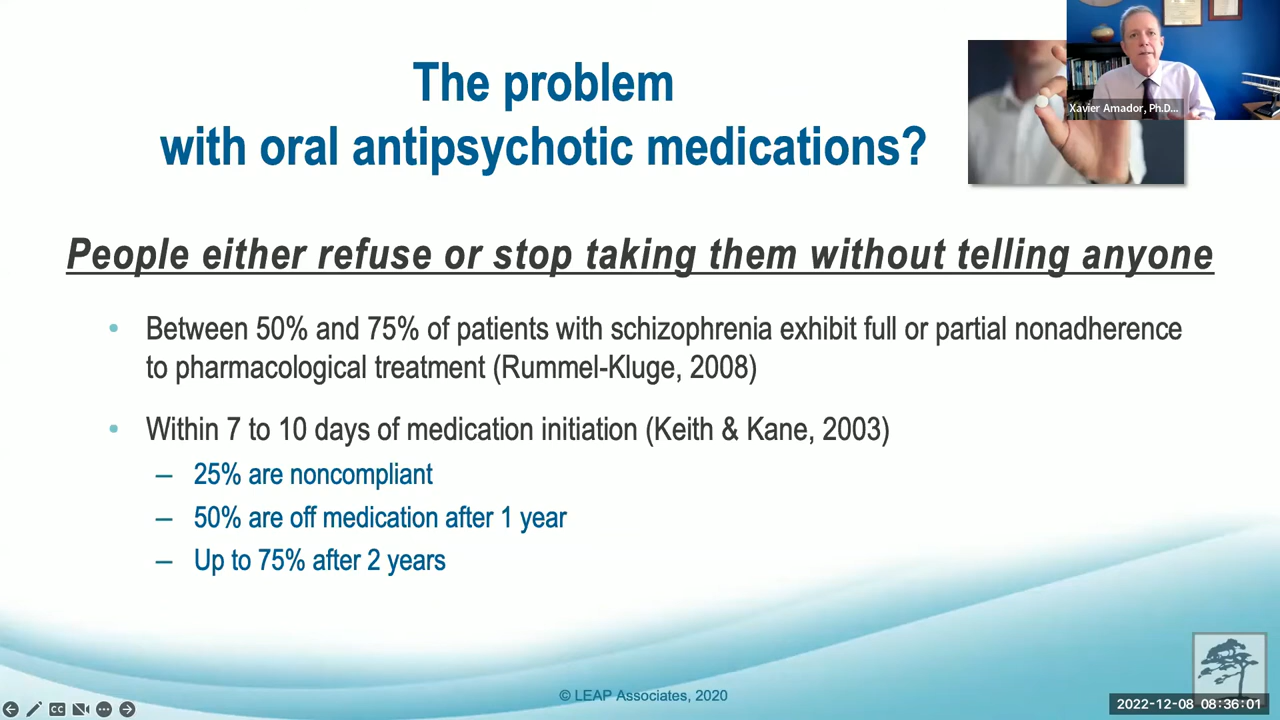 The problem
with oral antipsychotic medications?
Xavier Amador, Ph.D...
People either refuse or stop taking them without telling anyone
• Between 50% and 75% of patients with schizophrenia exhibit full or partial nonadherence
to pharmacological treatment (Rummel-Kluge, 2008)
• Within 7 to 10 days of medication initiation (Keith & Kane, 2003)
– 25% are noncompliant
– 50% are off medication after 1 year
– Up to 75% after 2 years
© LEAP Associates, 2020
CC
2022-12-08 08:36:01